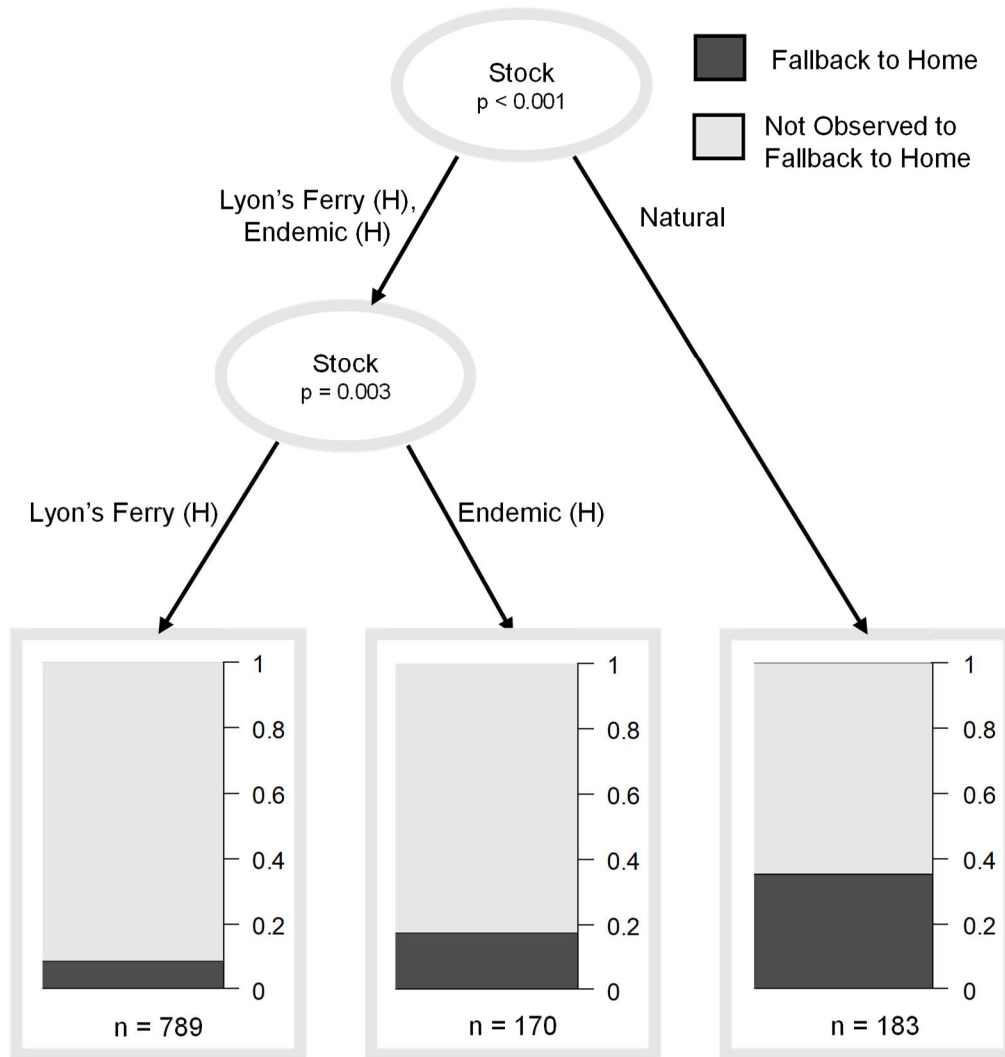 Stock
p < 0.001
Fallback to Home
Not Observed to
Fallback to Home
Lyon's Ferry (H),
Endemic (H)
Natural
Stock
p = 0.003
Lyon's Ferry (H)
Endemic (H)
1
0.8
0.6
0.4
0.2
0
n = 789
1
0.8
0.6
0.4
0.2
0
n = 170
1
0.8
0.6
0.4
0.2
0
n = 183